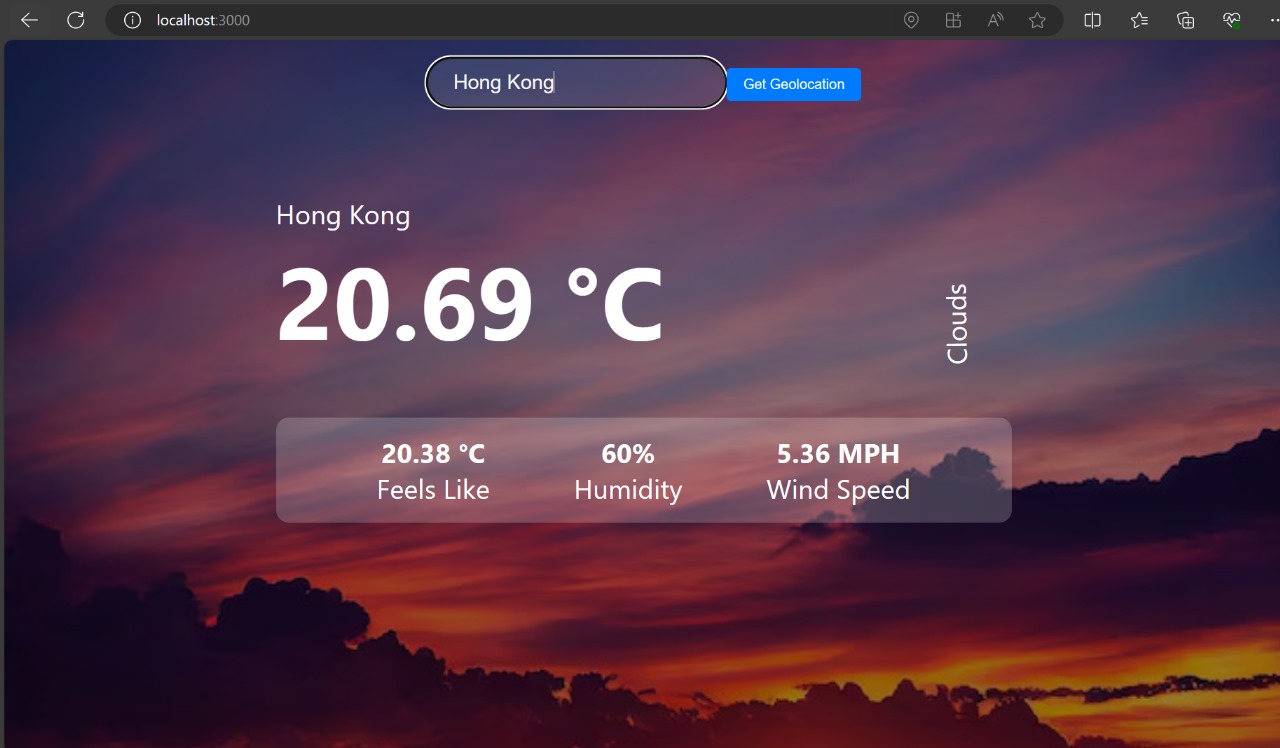 localhost:3000
Hong Kong
Get Geolocation
Hong Kong
20.69 °C
Clouds
20.38 °C 60% 5.36 MPH
Feels Like Humidity Wind Speed